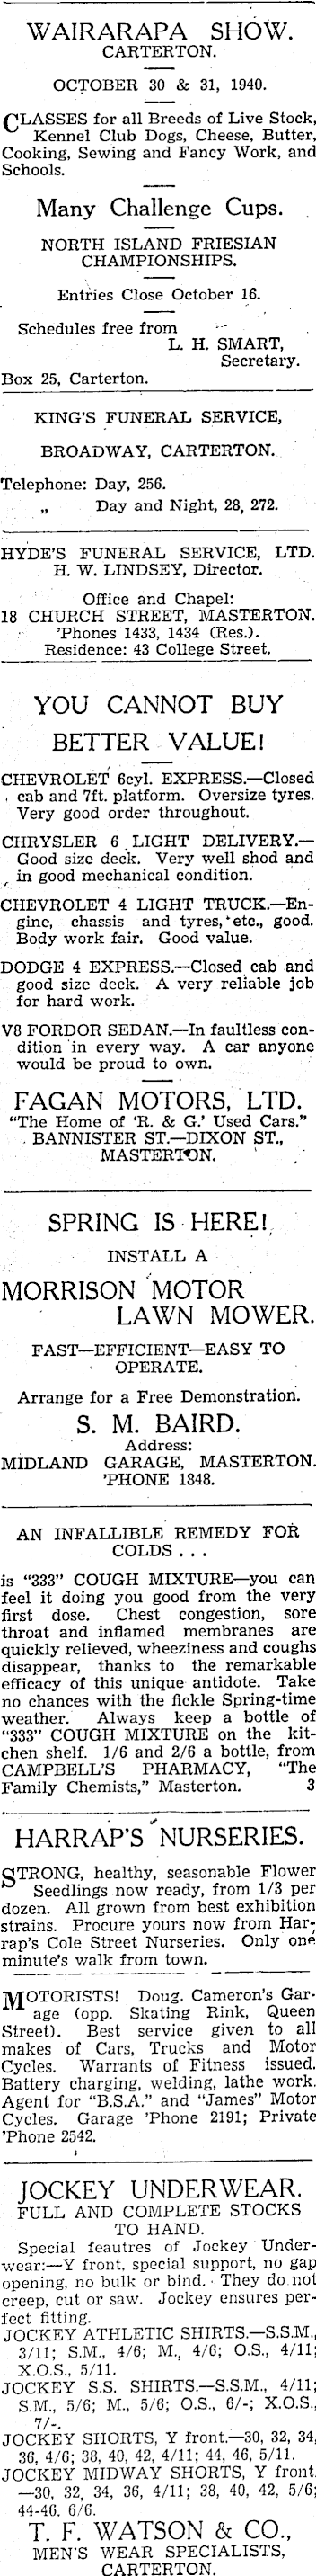 WAIRARAPA SHOW.
CARTERTON.
OCTOBER 30 & 31, 1940.
CLASSES for all Breeds of Live Stock,
Kennel Club Dogs, Cheese, Butter,
Cooking, Sewing and Fancy Work, and
Schools.
Many Challenge Cups.
NORTH ISLAND FRIESIAN
CHAMPIONSHIPS.
Entries Close October 16.
Schedules free from
L. H. SMART,
Secretary.
Box 25, Carterton.
KING'S FUNERAL SERVICE,
BROADWAY, CARTERTON.
Telephone: Day, 256.
„ Day and Night, 28, 272.
HYDE'S FUNERAL SERVICE, LTD.
H. W. LINDSEY, Director.
Office and Chapel:
18 CHURCH STREET, MASTERTON.
'Phones 1433, 1434 (Res.).
Residence: 43 College Street.
YOU CANNOT BUY
BETTER VALUE!
CHEVROLET 6cyl. EXPRESS.—Closed
cab and 7ft. platform. Oversize tyres.
Very good order throughout.
CHRYSLER 6 LIGHT DELIVERY.—
Good size deck. Very well shod and
in good mechanical condition.
CHEVROLET 4 LIGHT TRUCK.—En-
gine, chassis and tyres, etc., good.
Body work fair. Good value.
DODGE 4 EXPRESS.—Closed cab and
good size deck. A very reliable job
for hard work.
V8 FORDOR SEDAN.—In faultless con-
dition in every way. A car anyone
would be proud to own.
FAGAN MOTORS, LTD.
"The Home of 'R. & G.' Used Cars."
BANNISTER ST.—DIXON ST.,
MASTERTON.
SPRING IS HERE!
INSTALL A
MORRISON MOTOR
LAWN MOWER.
FAST—EFFICIENT—EASY TO
OPERATE.
Arrange for a Free Demonstration.
S. M. BAIRD.
Address:
MIDLAND GARAGE, MASTERTON.
'PHONE 1848.
AN INFALLIBLE REMEDY FOR
COLDS . . .
is "333" COUGH MIXTURE—you can
feel it doing you good from the very
first dose. Chest congestion, sore
throat and inflamed membranes are
quickly relieved, wheeziness and coughs
disappear, thanks to the remarkable
efficacy of this unique antidote. Take
no chances with the fickle Spring-time
weather. Always keep a bottle of
"333" COUGH MIXTURE on the kit-
chen shelf. 1/6 and 2/6 a bottle, from
CAMPBELL'S PHARMACY, "The
Family Chemists," Masterton. 3
HARRAP'S NURSERIES.
STRONG, healthy, seasonable Flower
Seedlings now ready, from 1/3 per
dozen. All grown from best exhibition
strains. Procure yours now from Har-
rap's Cole Street Nurseries. Only one
minute's walk from town.
MOTORISTS! Doug. Cameron's Gar-
age (opp. Skating Rink, Queen
Street). Best service given to all
makes of Cars, Trucks and Motor
Cycles. Warrants of Fitness issued.
Battery charging, welding, lathe work.
Agent for "B.S.A." and "James" Motor
Cycles. Garage 'Phone 2191; Private
'Phone 2542.
JOCKEY UNDERWEAR.
FULL AND COMPLETE STOCKS
TO HAND.
Special feautres of Jockey Under-
wear:—Y front, special support, no gap
opening, no bulk or bind. They do not
creep, cut or saw. Jockey ensures per-
fect fitting.
JOCKEY ATHLETIC SHIRTS.—S.S.M.,
3/11; S.M., 4/6; M., 4/6; O.S., 4/11;
X.O.S., 5/11.
JOCKEY S.S. SHIRTS.—S.S.M., 4/11;
S.M., 5/6; M., 5/6; O.S., 6/-; X.O.S.,
7/-.
JOCKEY SHORTS, Y front.—30, 32, 34,
36, 4/6; 38, 40, 42, 4/11; 44, 46, 5/11.
JOCKEY MIDWAY SHORTS, Y front.
—30, 32, 34, 36, 4/11; 38, 40, 42, 5/6;
44-46, 6/6.
T. F. WATSON & CO.,
MEN'S WEAR SPECIALISTS,
CARTERTON.